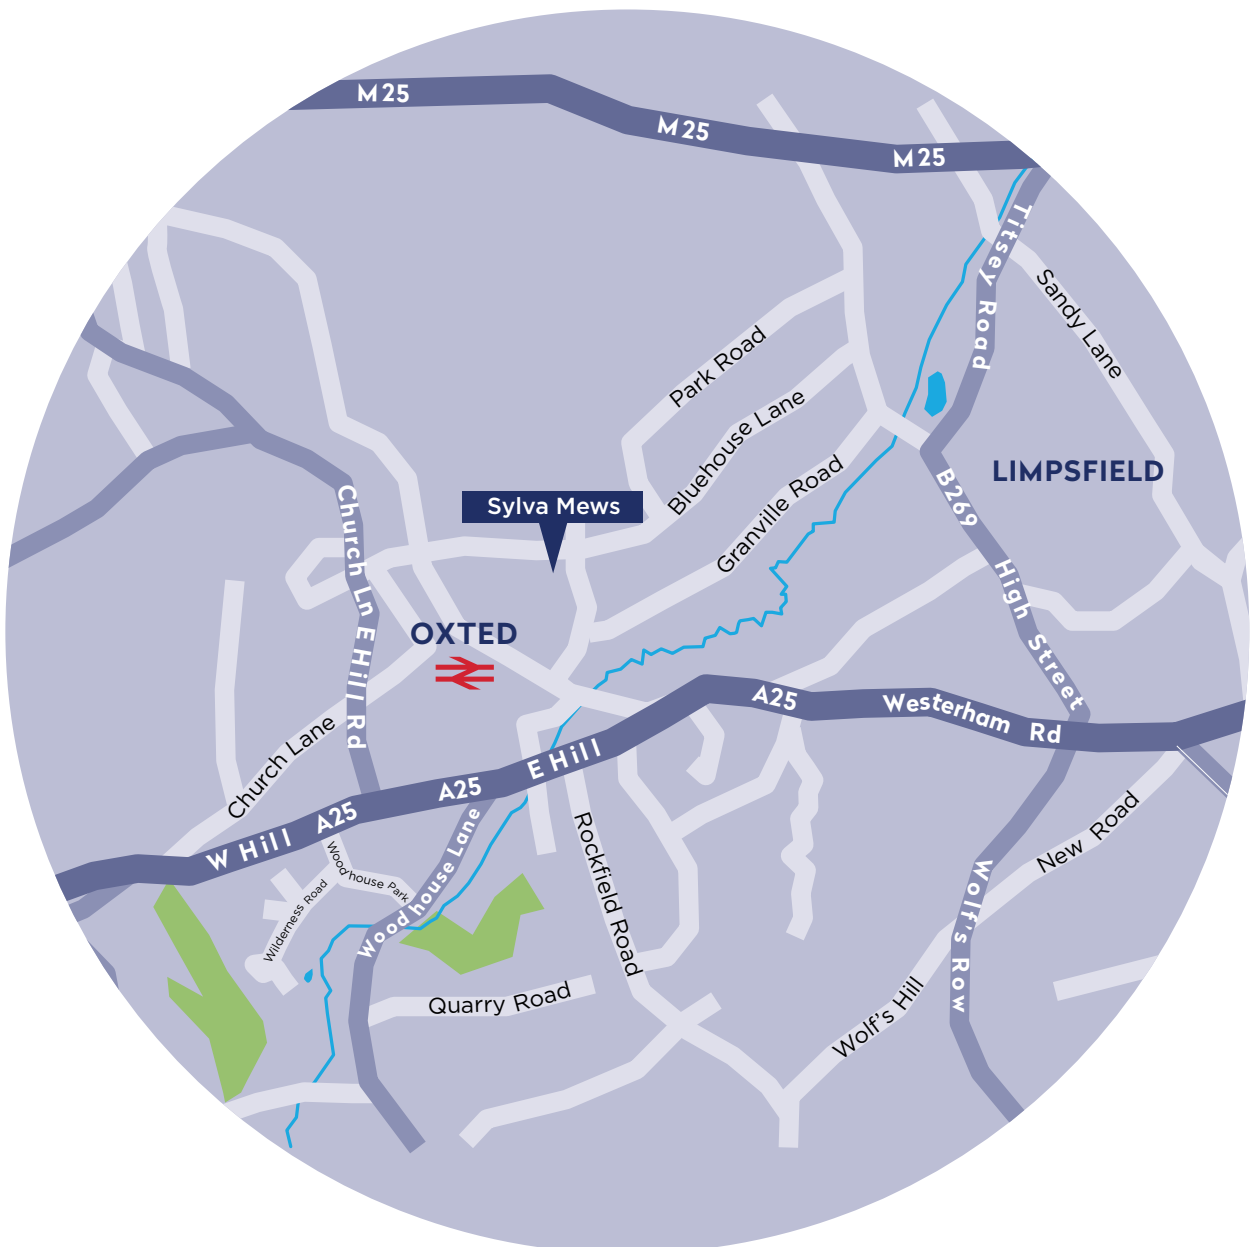 M25
M25
M25
Titsey Road
Sandy Lane
Park Road
Bluehouse Lane
Granville Road
LIMPSFIELD
B269
High Street
Sylva Mews
Church Ln
E Hill Rd
OXTED
A25
Westerham Rd
Church Lane
E Hill
A25
A25
W Hill
Woodhouse Lane
Woodhouse Park
Wilderness Road
Rockfield Road
New Road
Wolf's Row
Wolf's Hill
Quarry Road